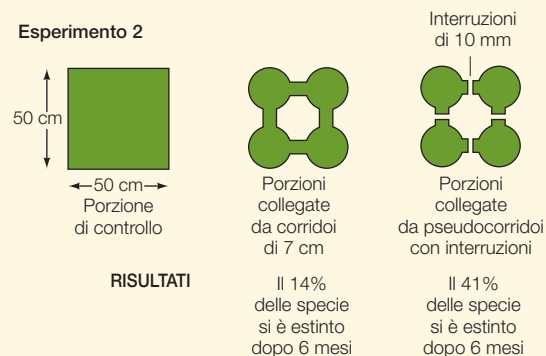 Esperimento 2
50 cm
50 cm
Porzione
di controllo
Porzioni
collegate
da corridoi
di 7 cm
Interruzioni
di 10 mm
Porzioni
collegate
da pseudocorridoi
con interruzioni
RISULTATI
Il 14%
delle specie
si è estinto
dopo 6 mesi
Il 41%
delle specie
si è estinto
dopo 6 mesi